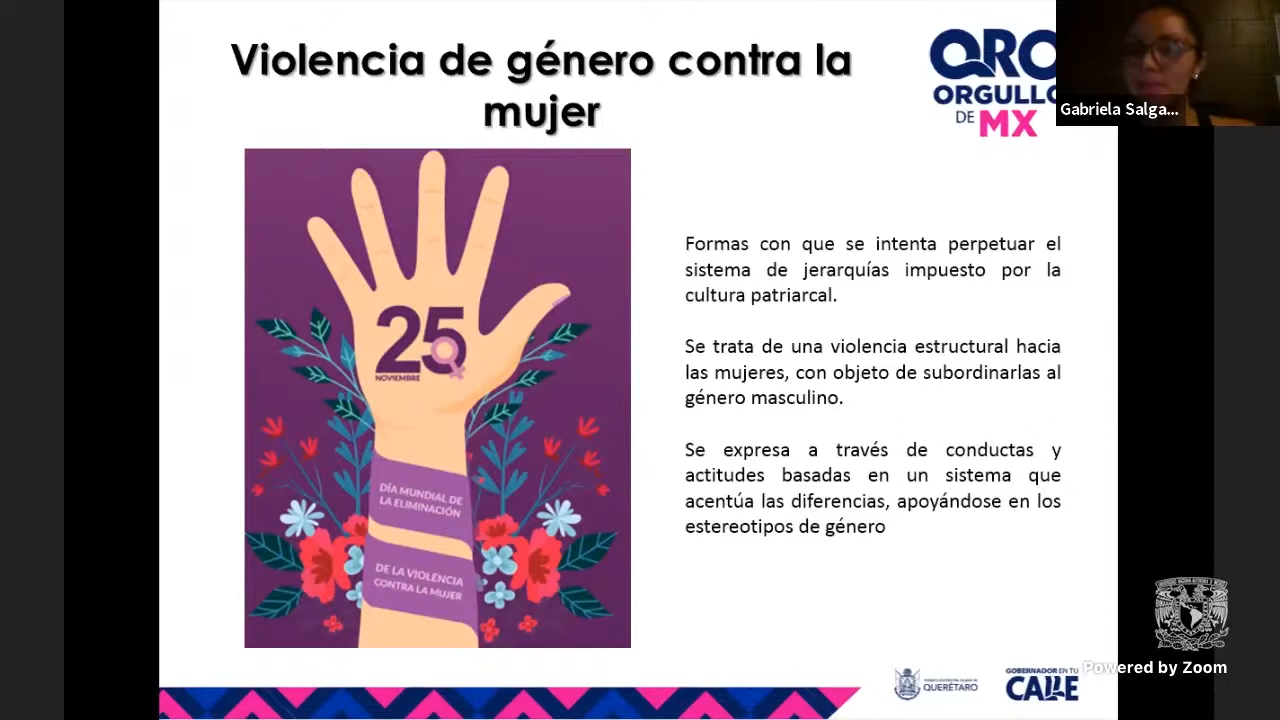 Violencia de género contra la
mujer
QRO
ORGULLO
DE MX
Gabriela Salga...
25
NOVIEMBRE
DÍA MUNDIAL DE
LA ELIMINACIÓN
DE LA VIOLENCIA
CONTRA LA MUJER
Formas con que se intenta perpetuar el
sistema de jerarquías impuesto por la
cultura patriarcal.
Se trata de una violencia estructural hacia
las mujeres, con objeto de subordinarlas al
género masculino.
Se expresa a través de conductas y
actitudes basadas en un sistema que
acentúa las diferencias, apoyándose en los
estereotipos de género
QUERÉTARO
GOBERNADOR EN TU
CALLE
Powered by Zoom